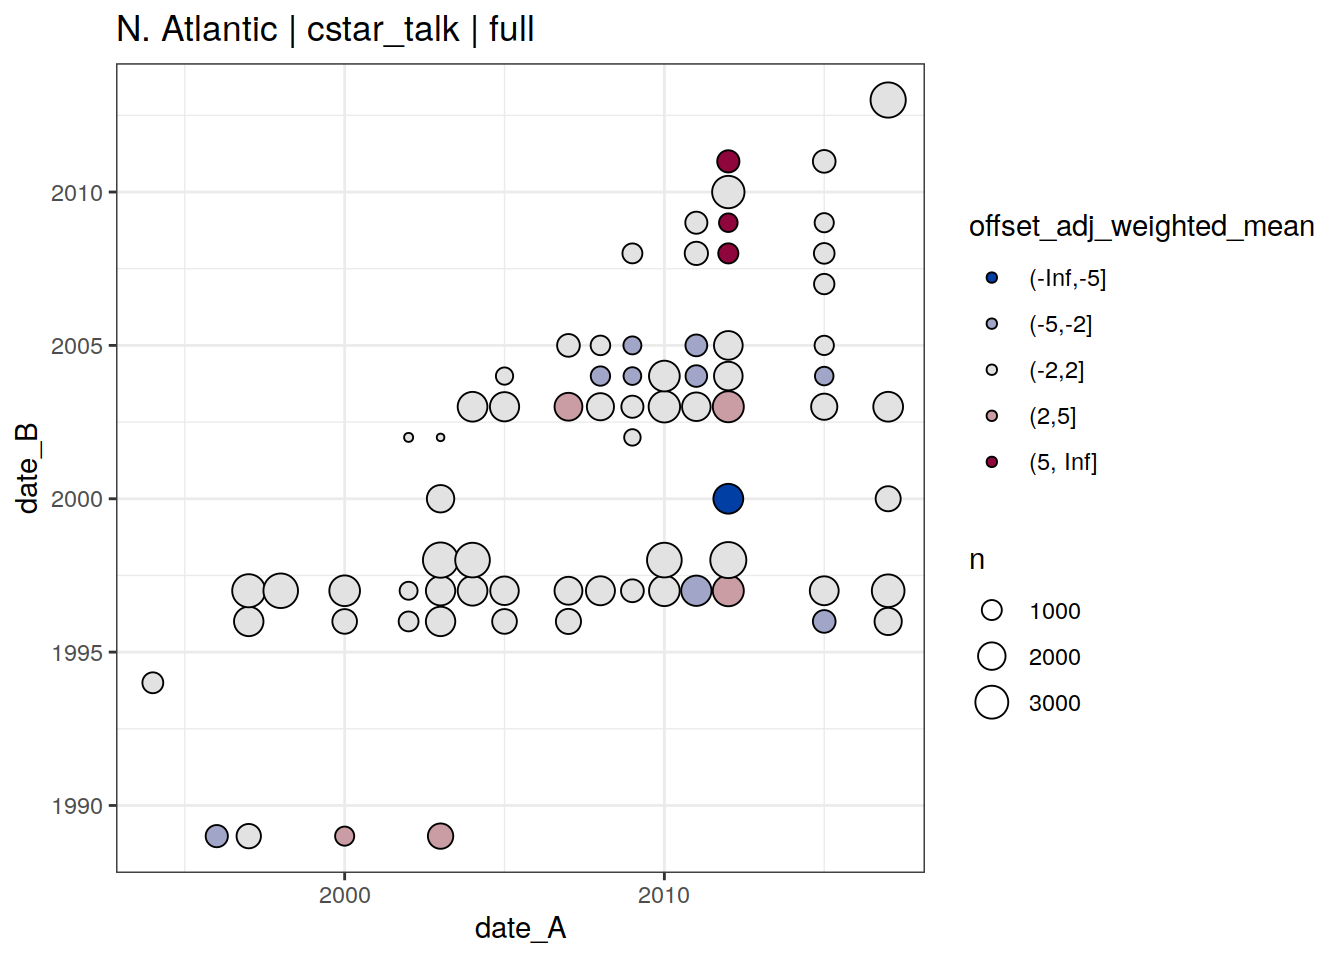 N. Atlantic | cstar_talk | full
2010
2005
2000
1995
1990
date_B
2000
2010
date_A
offset_adj_weighted_mean
(-Inf,-5]
(-5,-2]
(-2,2]
(2,5]
(5, Inf]
n
1000
2000
3000